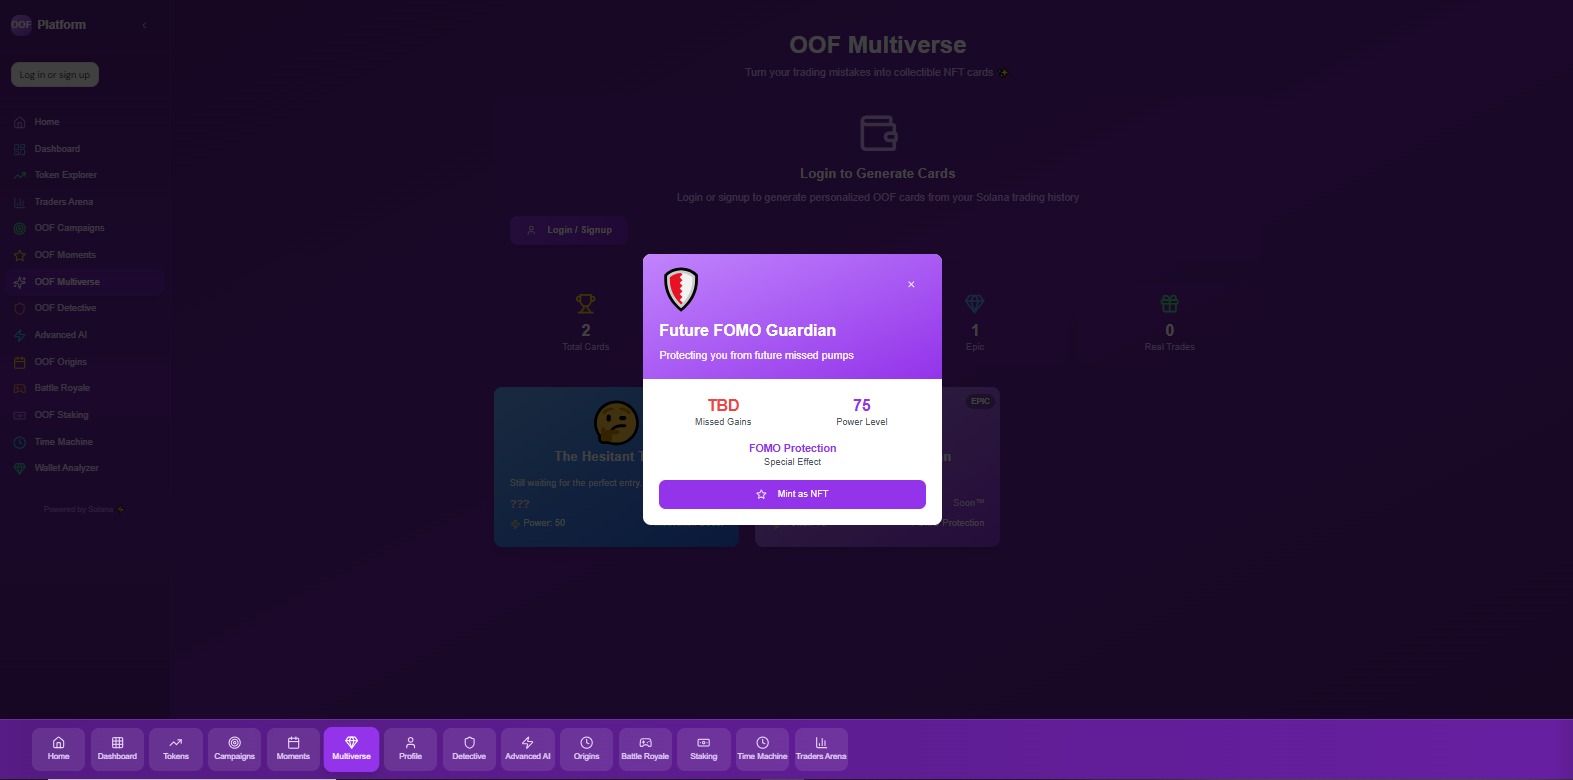 OOF Platform
Log in or sign up
Home
Dashboard
Token Explorer
Traders Arena
OOF Campaigns
OOF Moments
OOF Multiverse
OOF Detective
Advanced AI
OOF Origins
Battle Royale
OOF Staking
Time Machine
Wallet Analyzer
Powered by Solana
OOF Multiverse
Turn your trading mistakes into collectible NFT cards
Login to Generate Cards
Login or signup to generate personalized OOF cards from your Solana trading history
Login / Signup
2
Total Cards
1
Epic
0
Real Trades
The Hesitant
Still waiting for the perfect entry.
???
Power: 50
EPIC
Soon™
Protection
Future FOMO Guardian
Protecting you from future missed pumps
TBD
Missed Gains
75
Power Level
FOMO Protection
Special Effect
Mint as NFT
Home
Dashboard
Tokens
Campaigns
Moments
Multiverse
Profile
Detective
Advanced AI
Origins
Battle Royale
Staking
Time Machine
Traders Arena